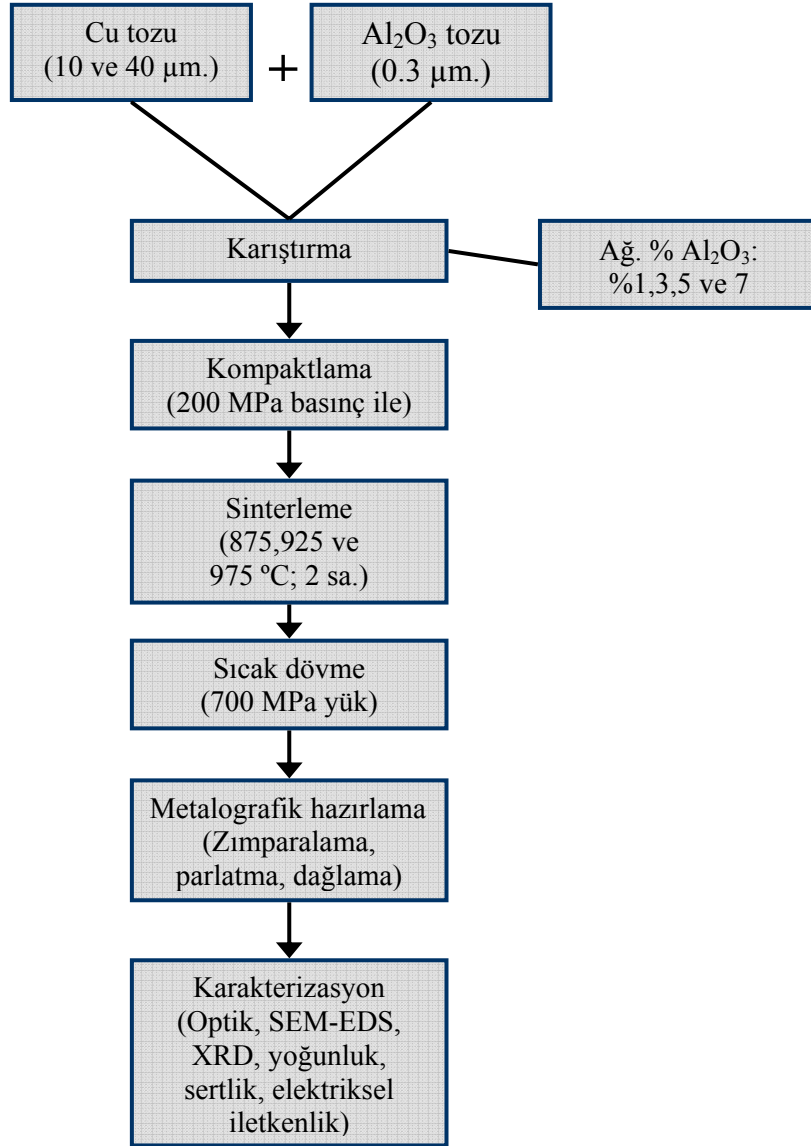 Cu tozu
(10 ve 40 µm.)
+
Al₂O₃ tozu
(0.3 µm.)
Karıştırma
Ağ. % Al₂O₃:
%1,3,5 ve 7
Kompaktlama
(200 MPa basınç ile)
Sinterleme
(875,925 ve
975 ºC; 2 sa.)
Sıcak dövme
(700 MPa yük)
Metalografik hazırlama
(Zımparalama,
parlatma, dağlama)
Karakterizasyon
(Optik, SEM-EDS,
XRD, yoğunluk,
sertlik, elektriksel
iletkenlik)